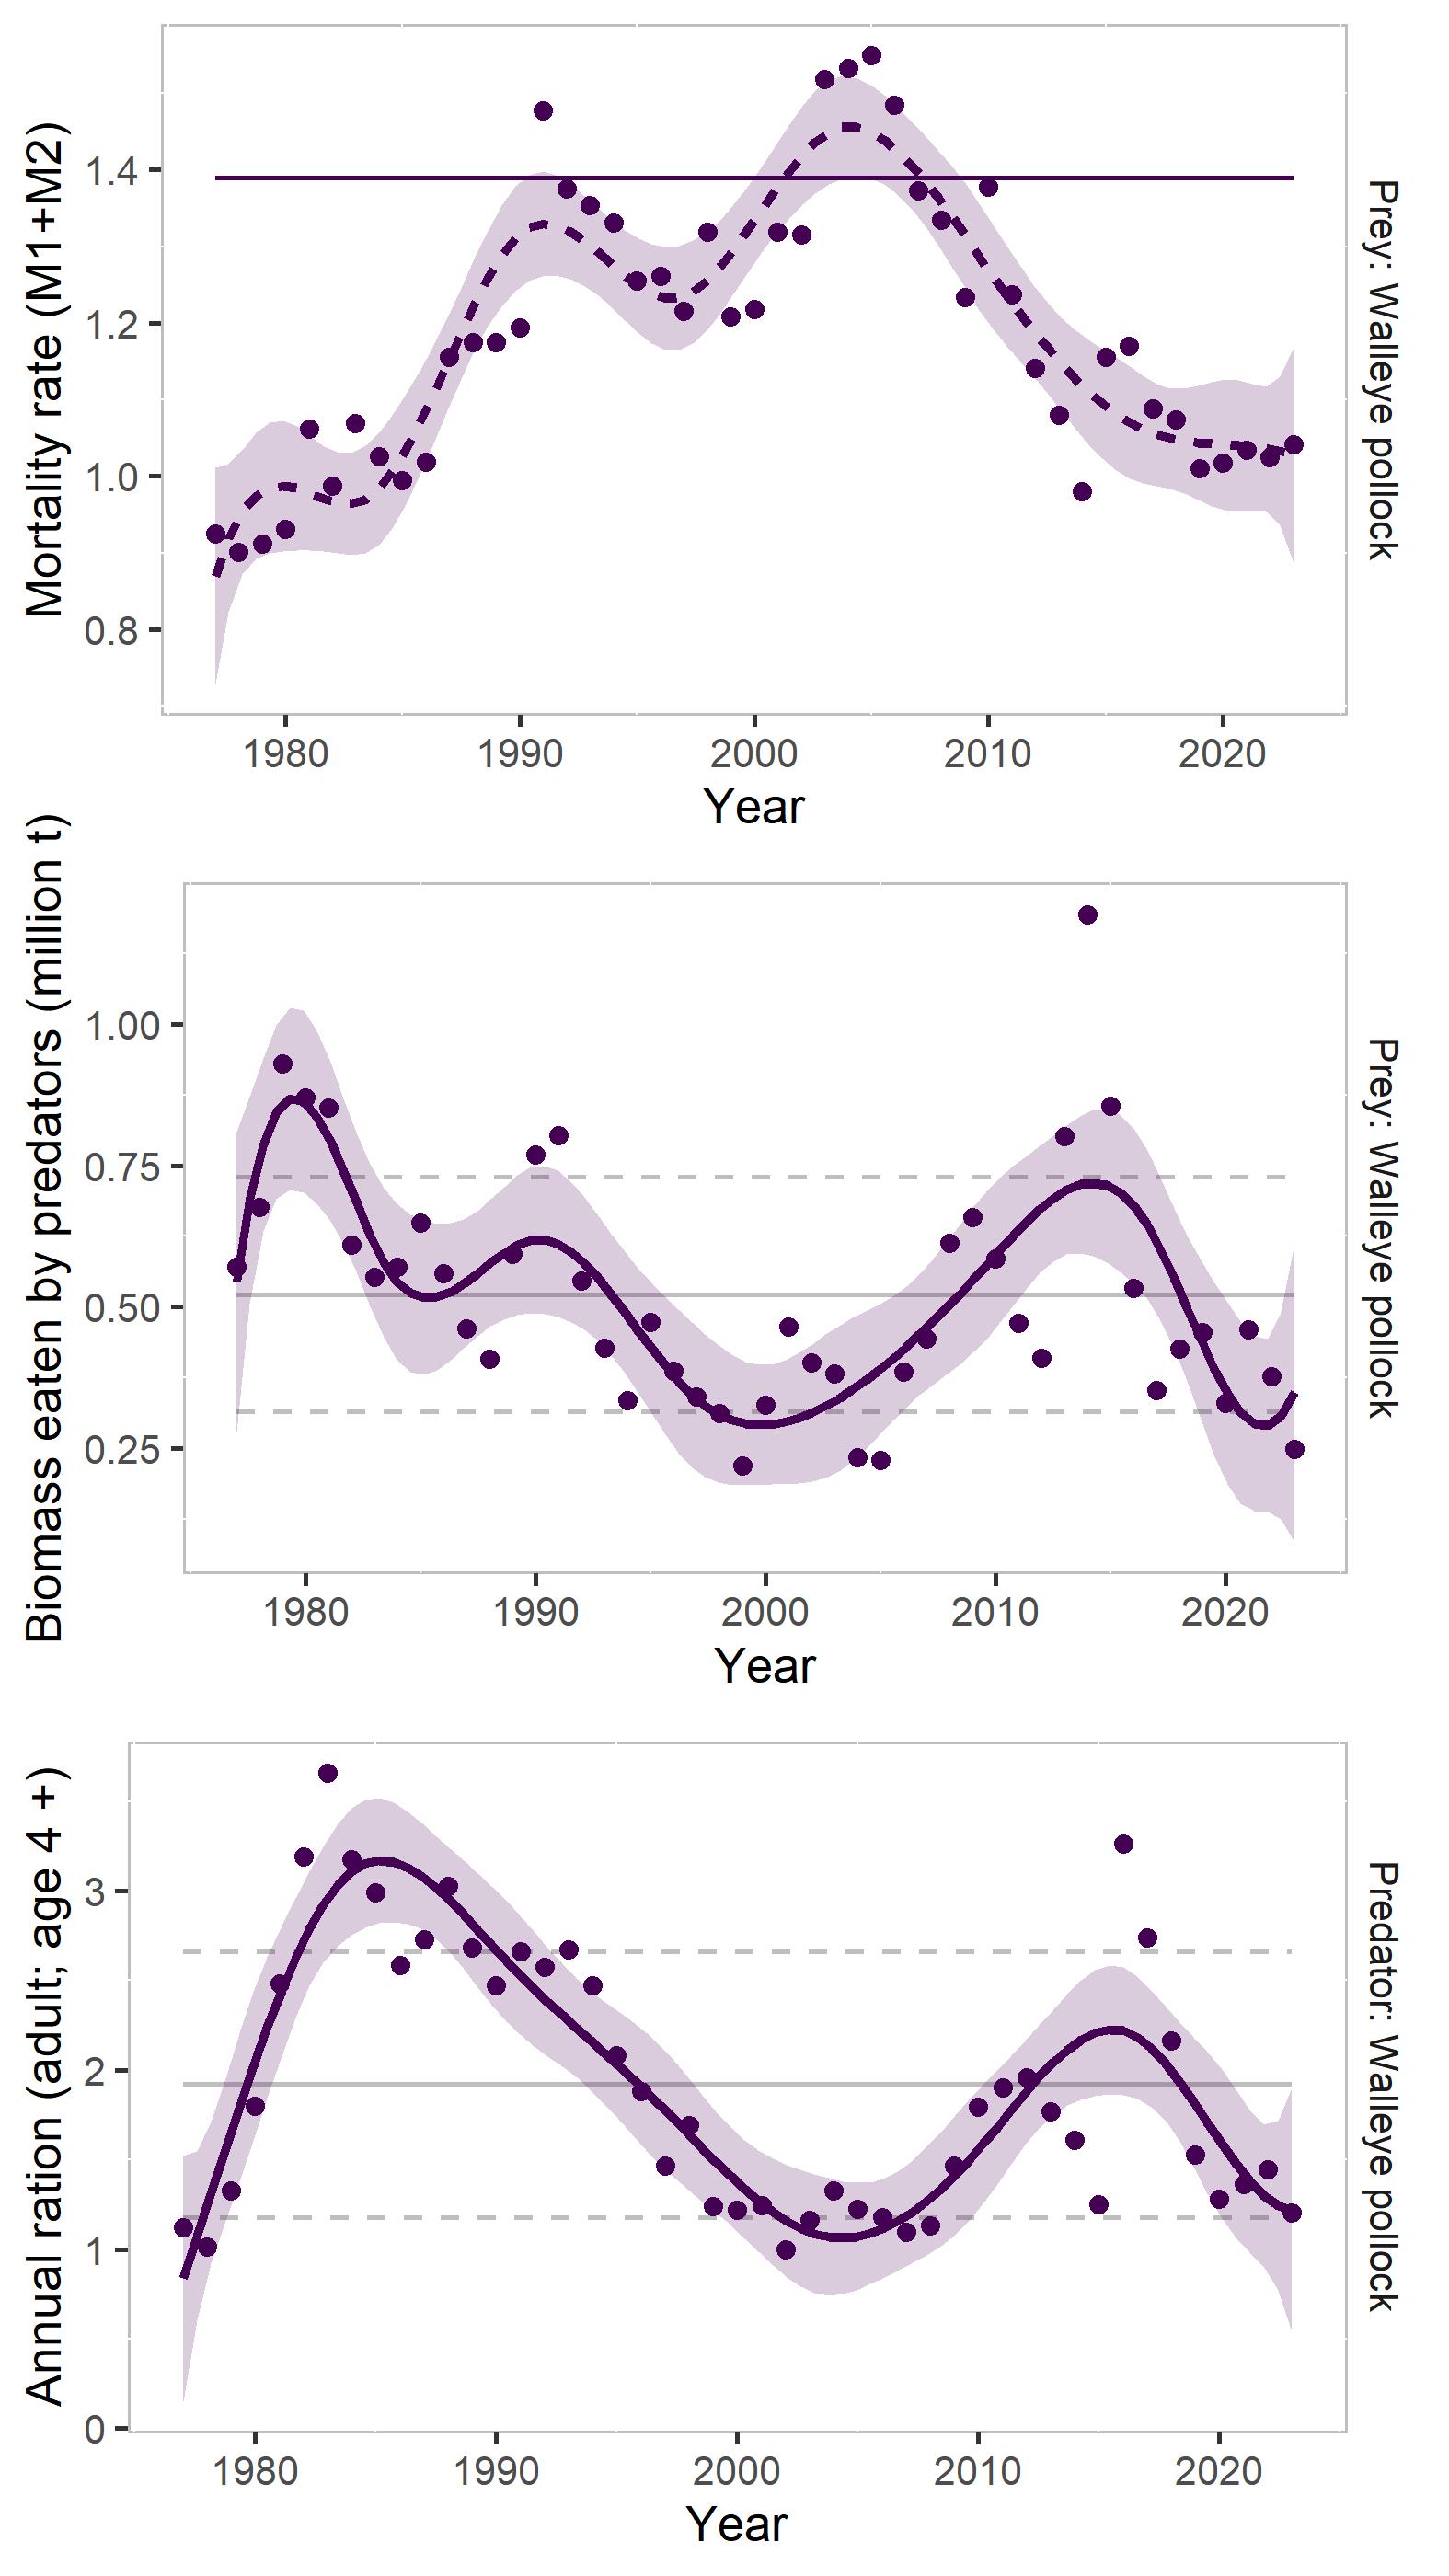 Mortality rate (M1+M2)
1.4
1.2
1.0
0.8
1980 1990 2000 2010 2020
Year
Prey: Walleye pollock
Biomass eaten by predators (million t)
1.00
0.75
0.50
0.25
1980 1990 2000 2010 2020
Year
Prey: Walleye pollock
Annual ration (adult; age 4 +)
3
2
1
0
1980 1990 2000 2010 2020
Year
Predator: Walleye pollock